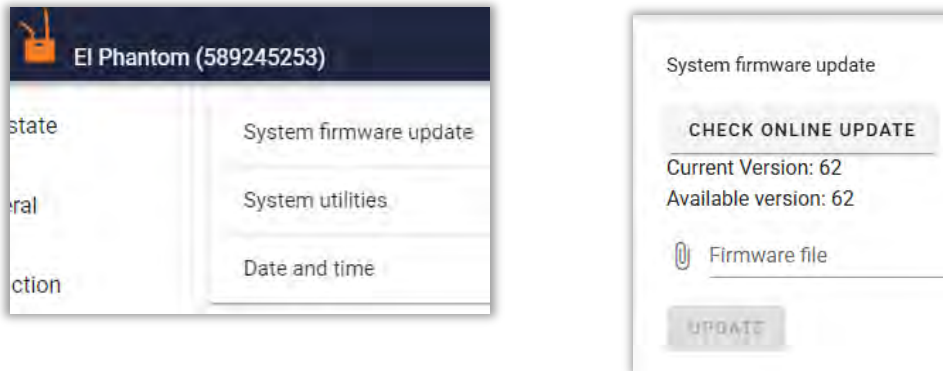 El Phantom (589245253)
state
System firmware update
eral
System utilities
ction
Date and time
System firmware update
CHECK ONLINE UPDATE
Current Version: 62
Available version: 62
Firmware file
UPDATE